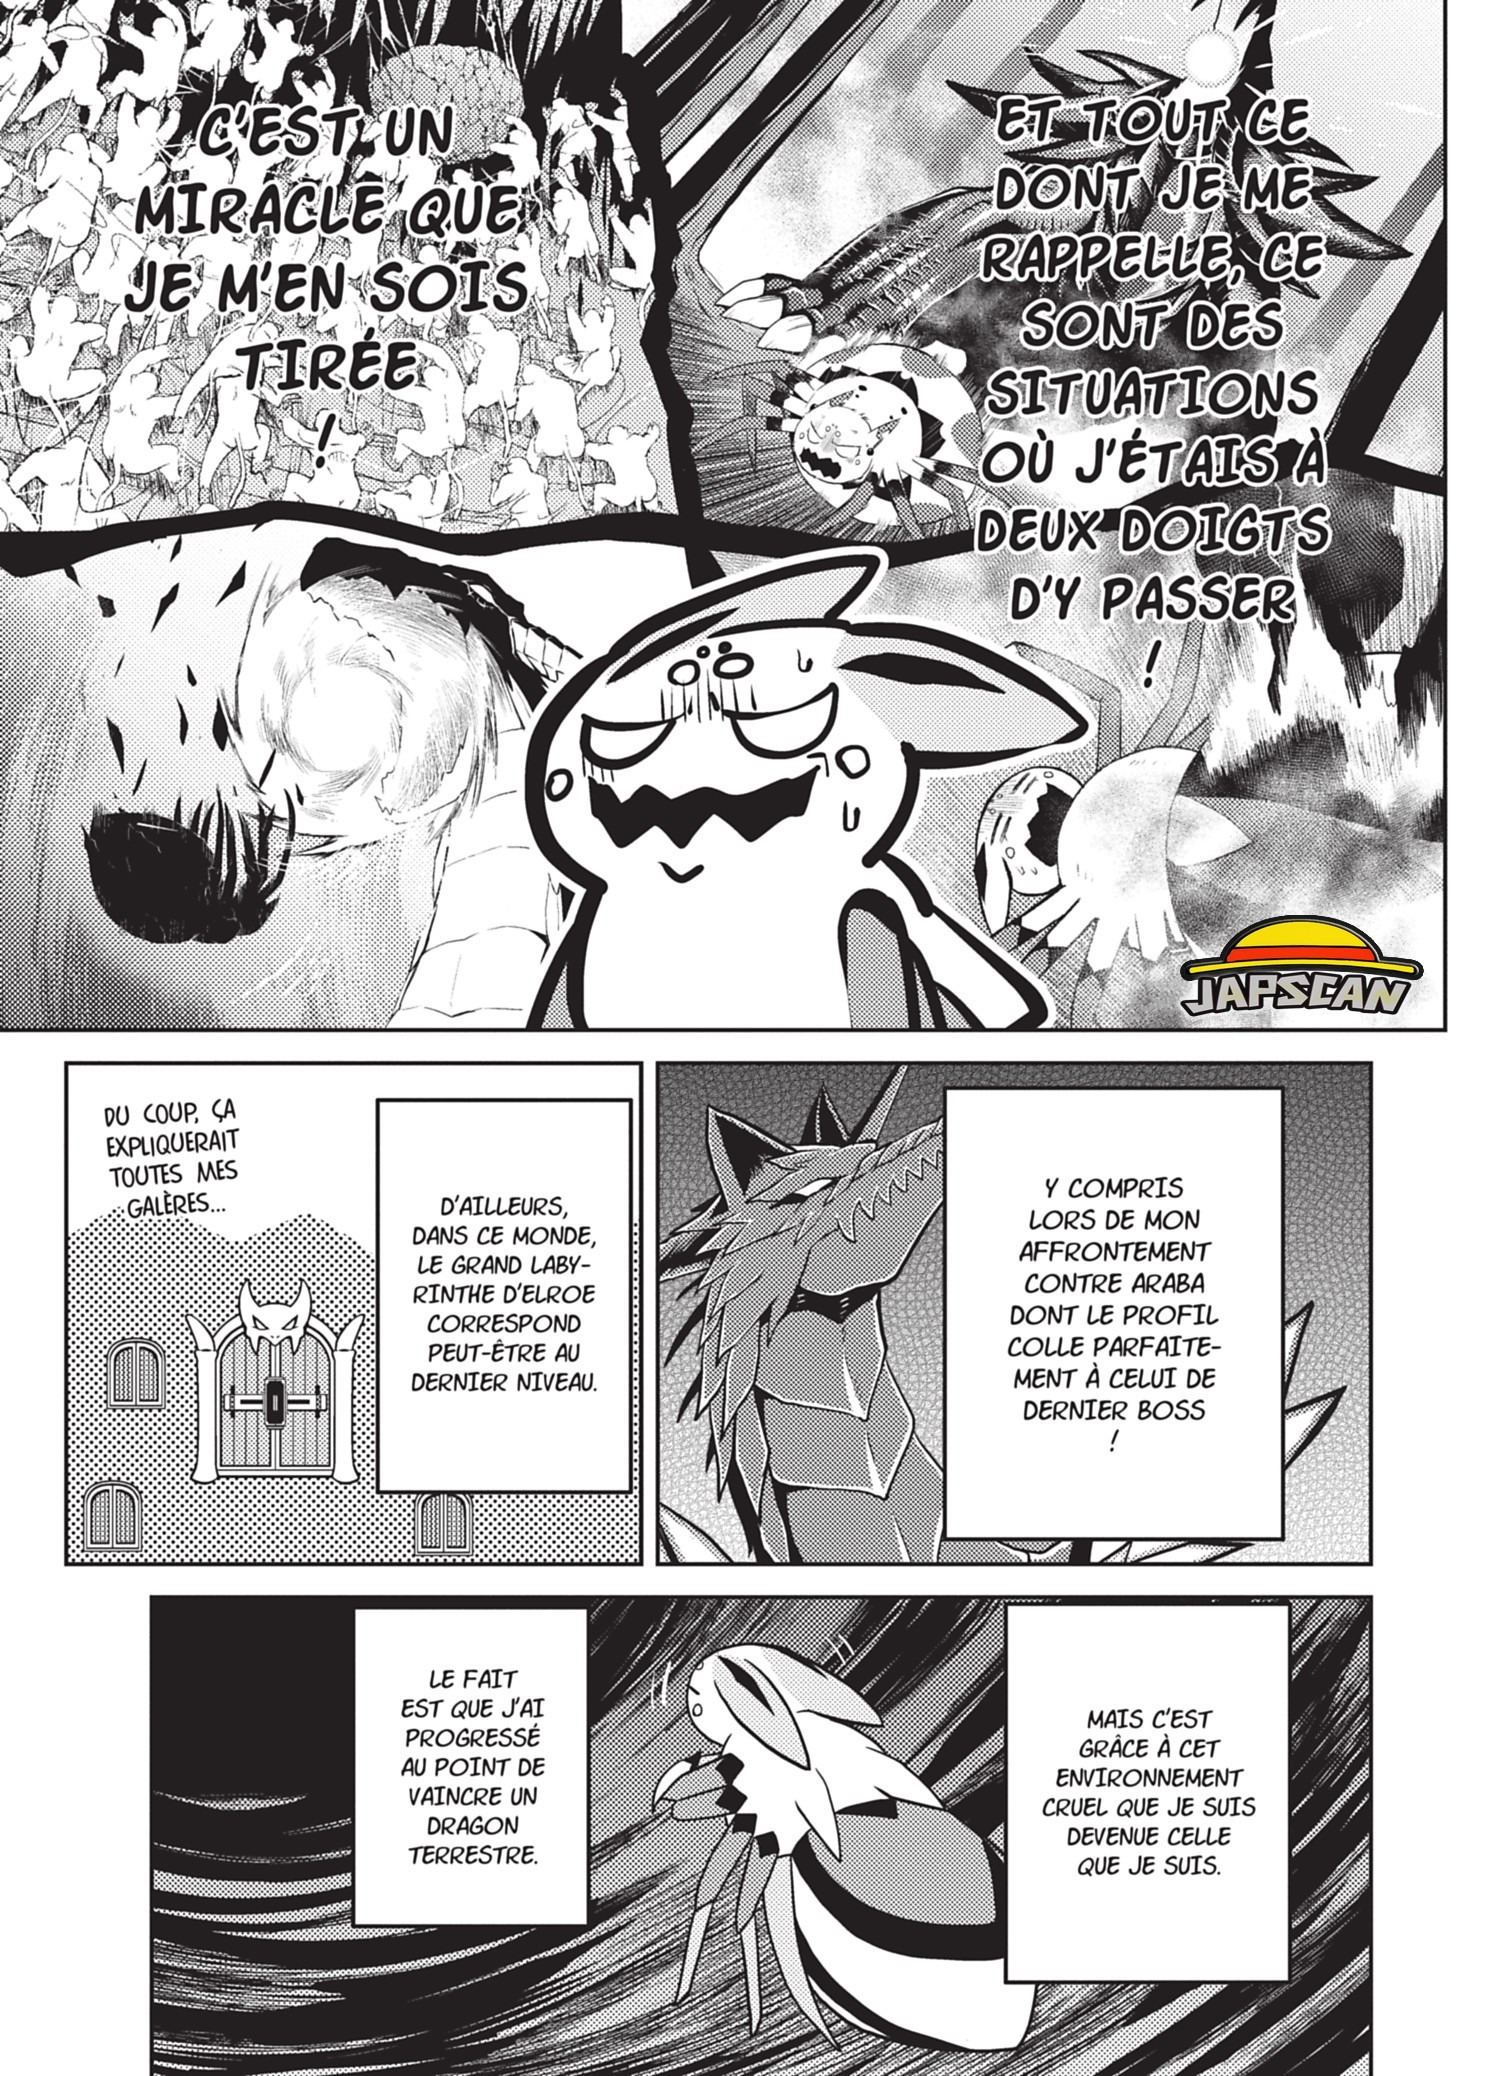 ET TOUT CE
DONT JE ME
RAPPELLE, CE
SONT DES
SITUATIONS
OÙ J'ÉTAIS À
DEUX DOIGTS
D'Y PASSER
!
C'EST UN
MIRACLE QUE
JE M'EN SOIS
TIRÉE
!
JAPSCAN
Y COMPRIS
LORS DE MON
AFFRONTEMENT
CONTRE ARABA
DONT LE PROFIL
COLLE PARFAITE-
MENT À CELUI DE
DERNIER BOSS
!
D'AILLEURS,
DANS CE MONDE,
LE GRAND LABY-
RINTHE D'ELROE
CORRESPOND
PEUT-ÊTRE AU
DERNIER NIVEAU.
DU COUP, ÇA
EXPLIQUERAIT
TOUTES MES
GALÈRES...
MAIS C'EST
GRÂCE À CET
ENVIRONNEMENT
CRUEL QUE JE SUIS
DEVENUE CELLE
QUE JE SUIS.
LE FAIT
EST QUE J'AI
PROGRESSÉ
AU POINT DE
VAINCRE UN
DRAGON
TERRESTRE.